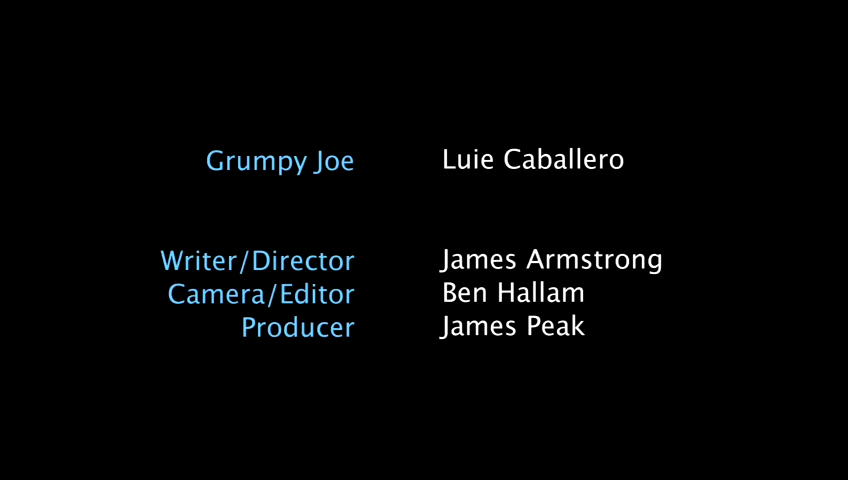 Grumpy Joe Luie Caballero
Writer/Director James Armstrong
Camera/Editor Ben Hallam
Producer James Peak